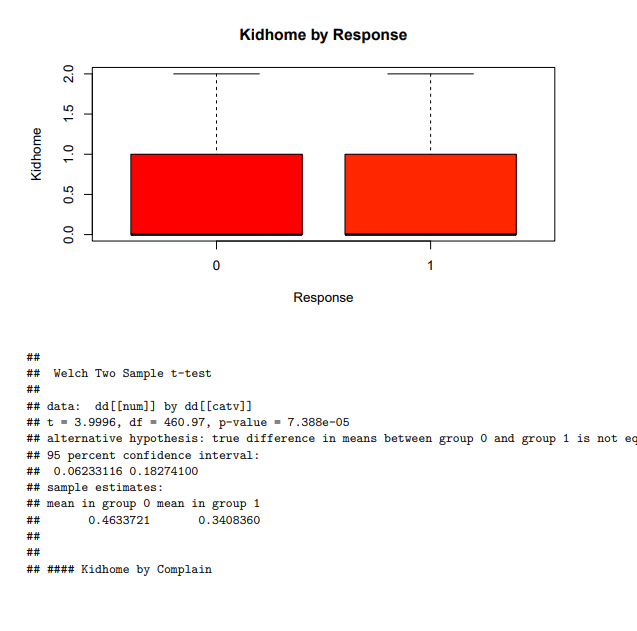 Kidhome by Response
Kidhome
2.0
1.5
1.0
0.5
0.0
0 1
Response
##
## Welch Two Sample t-test
##
## data: dd[[num]] by dd[[catv]]
## t = 3.9996, df = 460.97, p-value = 7.388e-05
## alternative hypothesis: true difference in means between group 0 and group 1 is not eq
## 95 percent confidence interval:
## 0.06233116 0.18274100
## sample estimates:
## mean in group 0 mean in group 1
## 0.4633721 0.3408360
##
##
## #### Kidhome by Complain